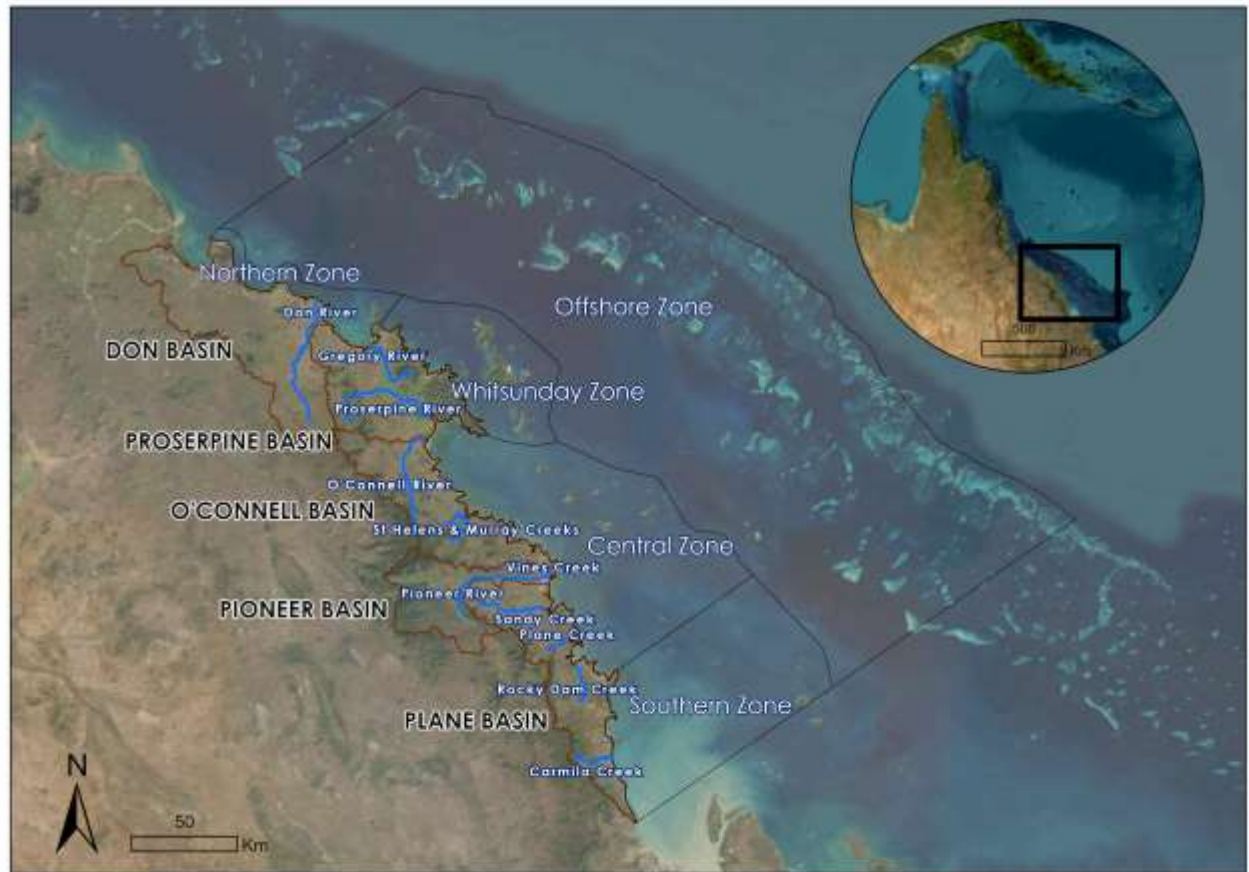 Northern Zone
Offshore Zone
Don River
DON BASIN
Gregory River
Whitsunday Zone
Proserpine River
PROSERPINE BASIN
O'Connell River
O'CONNELL BASIN
St Helens & Murray Creeks
Central Zone
Vines Creek
Pioneer River
PIONEER BASIN
Sandy Creek
Plane Creek
Rocky Dam Creek
Southern Zone
PLANE BASIN
Carmila Creek
N
50
Km
500
Km